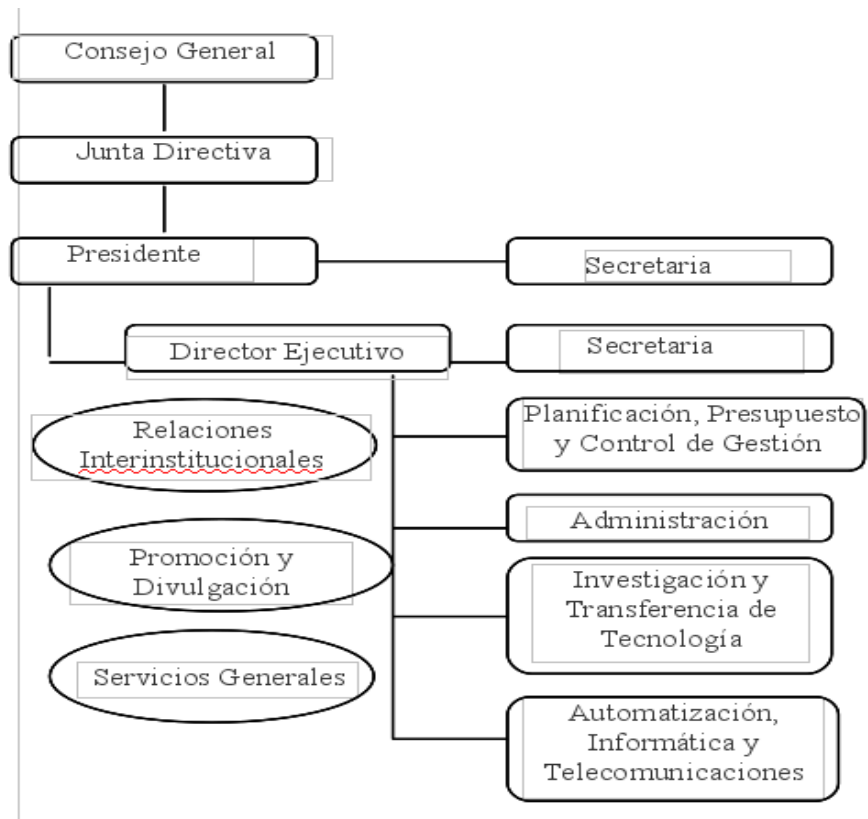 Consejo General
Junta Directiva
Presidente
Secretaria
Director Ejecutivo
Secretaria
Relaciones
Interinstitucionales
Planificación, Presupuesto
y Control de Gestión
Administración
Promoción y
Divulgación
Investigación y
Transferencia de
Tecnología
Servicios Generales
Automatización,
Informática y
Telecomunicaciones